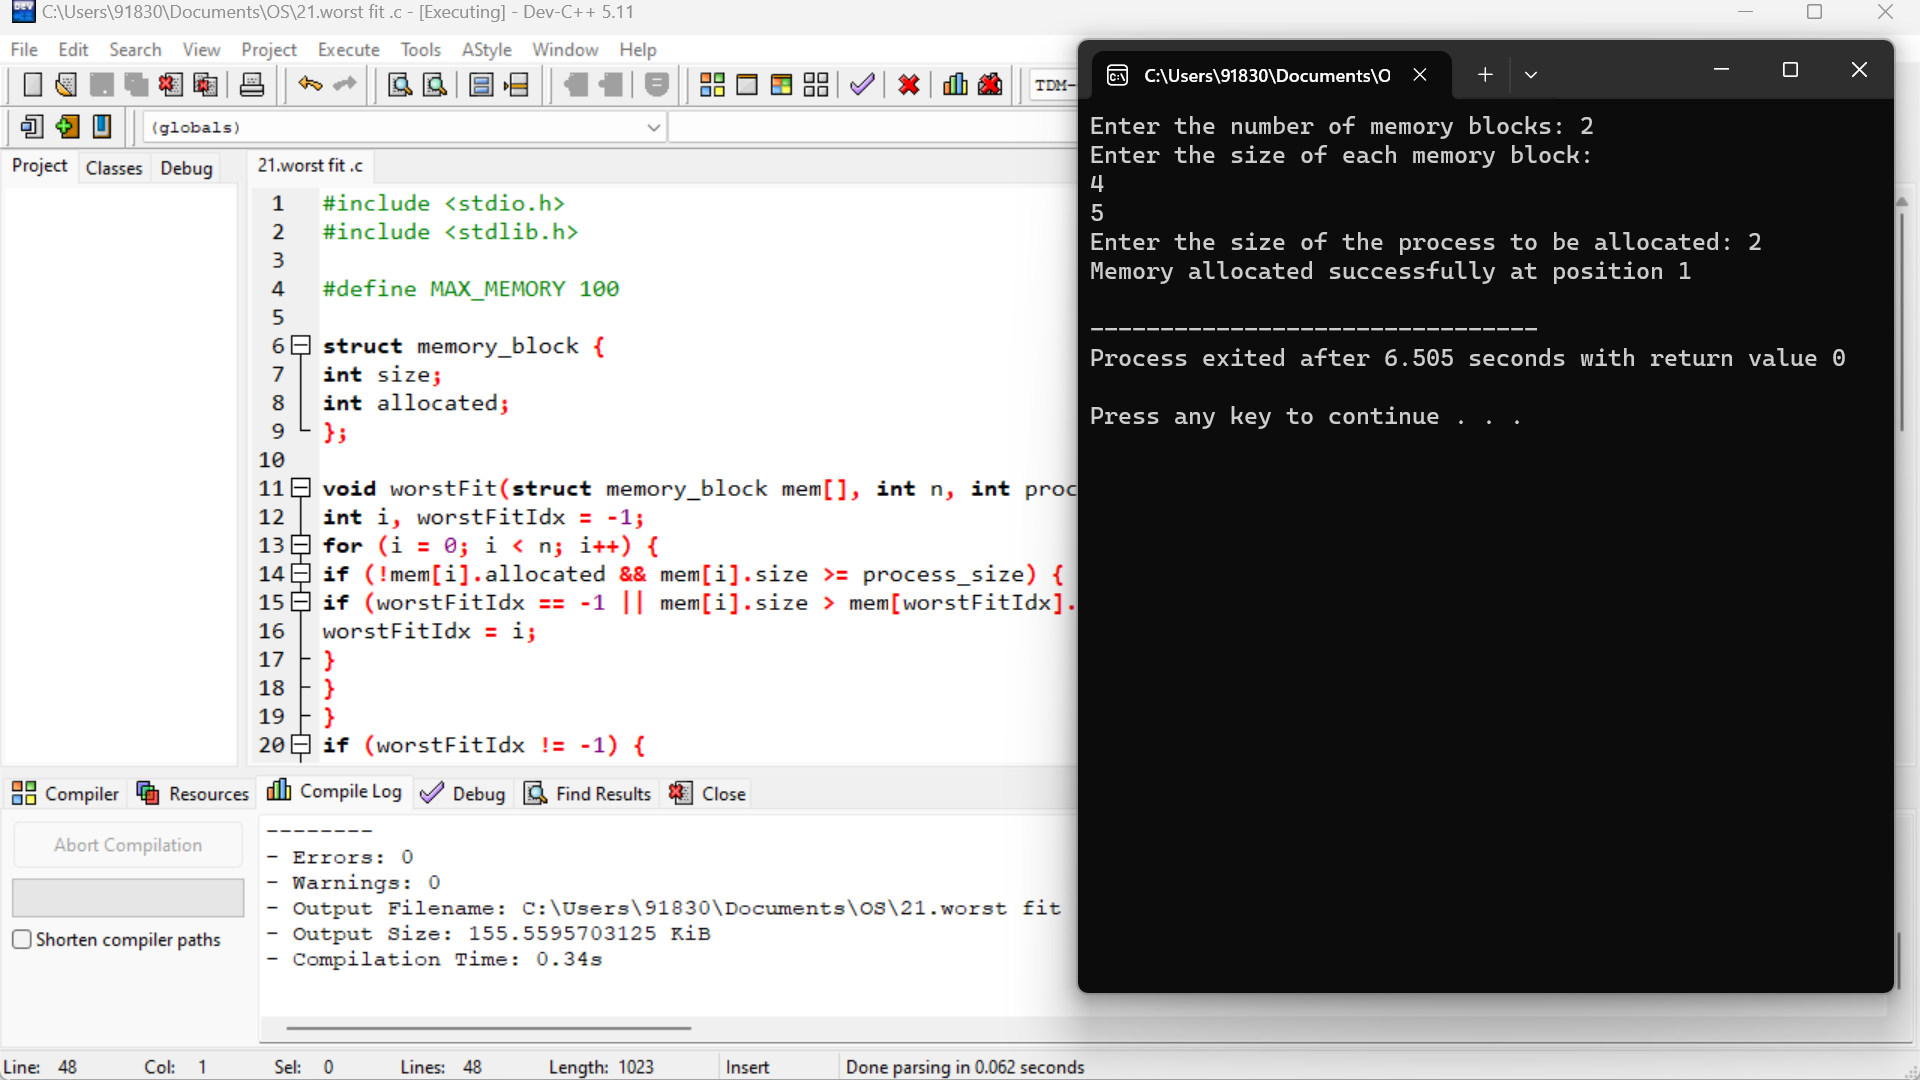 C:\Users\91830\Documents\OS\21.worst fit .c - [Executing] - Dev-C++ 5.11
File Edit Search View Project Execute Tools AStyle Window Help
TDM-
(globals)
Project Classes Debug
21.worst fit .c
1 #include <stdio.h>
2 #include <stdlib.h>
3
4 #define MAX_MEMORY 100
5
6 struct memory_block {
7 int size;
8 int allocated;
9 };
10
11 void worstFit(struct memory_block mem[], int n, int proc
12 int i, worstFitIdx = -1;
13 for (i = 0; i < n; i++) {
14 if (!mem[i].allocated && mem[i].size >= process_size) {
15 if (worstFitIdx == -1 || mem[i].size > mem[worstFitIdx].
16 worstFitIdx = i;
17 }
18 }
19 }
20 if (worstFitIdx != -1) {
C:\Users\91830\Documents\O
Enter the number of memory blocks: 2
Enter the size of each memory block:
4
5
Enter the size of the process to be allocated: 2
Memory allocated successfully at position 1
--------------------------------
Process exited after 6.505 seconds with return value 0
Press any key to continue . . .
Compiler Resources Compile Log Debug Find Results Close
Abort Compilation
Shorten compiler paths
--------
- Errors: 0
- Warnings: 0
- Output Filename: C:\Users\91830\Documents\OS\21.worst fit
- Output Size: 155.5595703125 KiB
- Compilation Time: 0.34s
Line: 48 Col: 1 Sel: 0 Lines: 48 Length: 1023 Insert Done parsing in 0.062 seconds